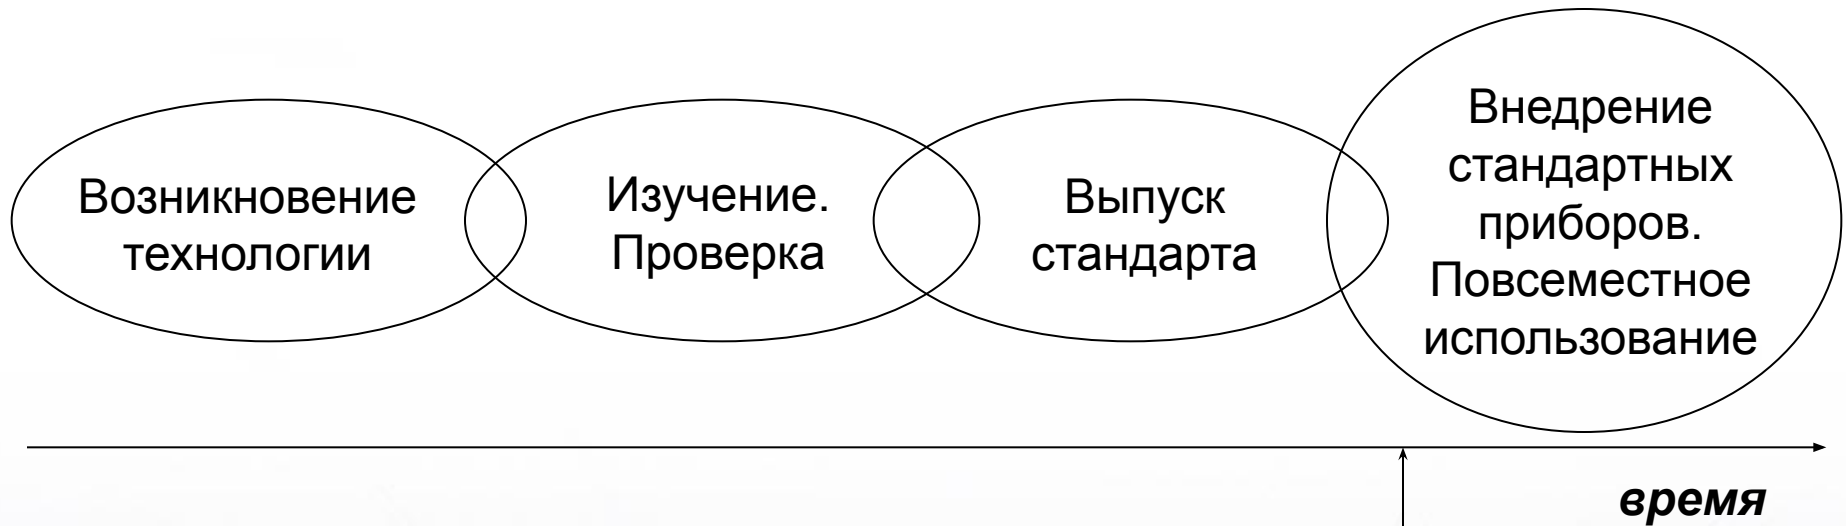 Возникновение
технологии
Изучение.
Проверка
Выпуск
стандарта
Внедрение
стандартных
приборов.
Повсеместное
использование
время